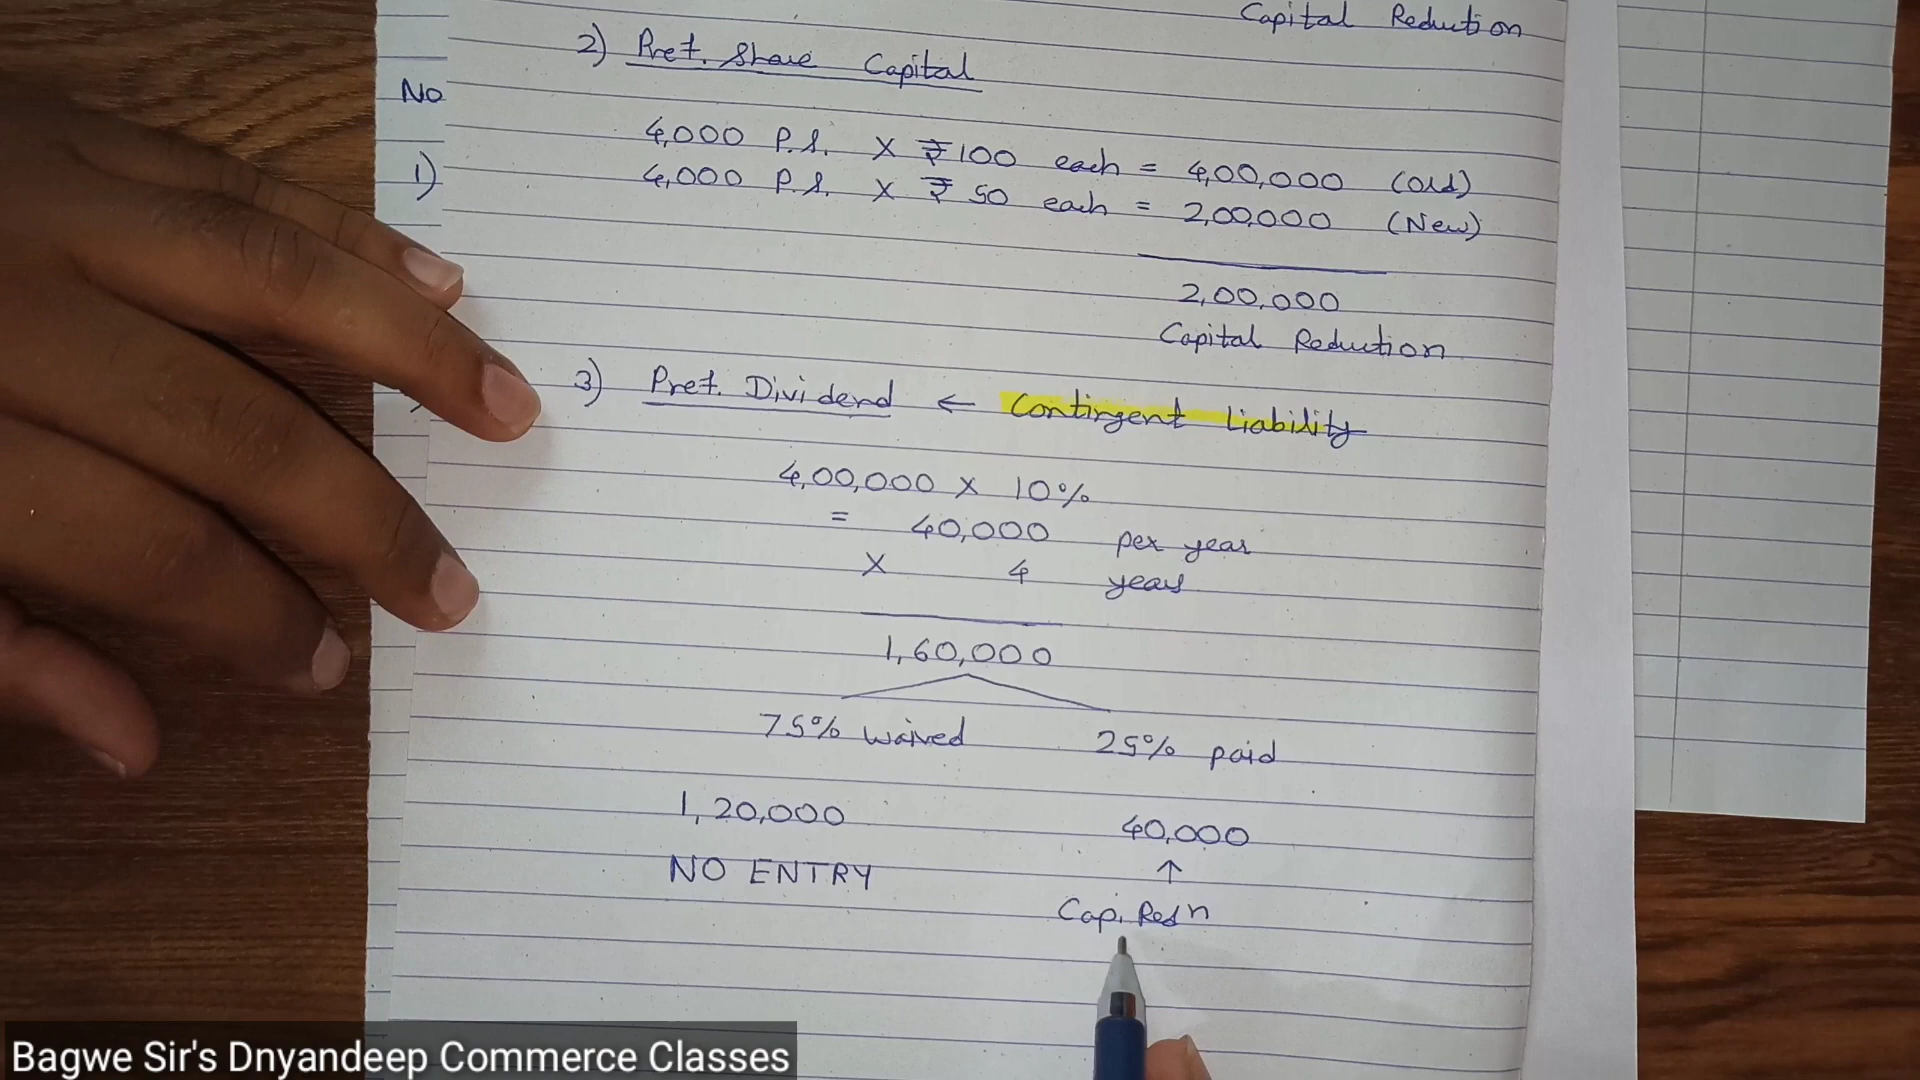 Capital Reduction
2) Pref. Share Capital
No
4,000 P.S. X ₹100 each = 4,00,000 (Old)
1)
4,000 P.S. X ₹ 50 each = 2,00,000 (New)
2,00,000
Capital Reduction
3) Pref. Dividend ← Contingent Liability
4,00,000 X 10%
= 40,000 per year
X 4 years
1,60,000
75% waived 25% paid
1,20,000 40,000
NO ENTRY ↑
Cap. Redn
Bagwe Sir's Dnyandeep Commerce Classes